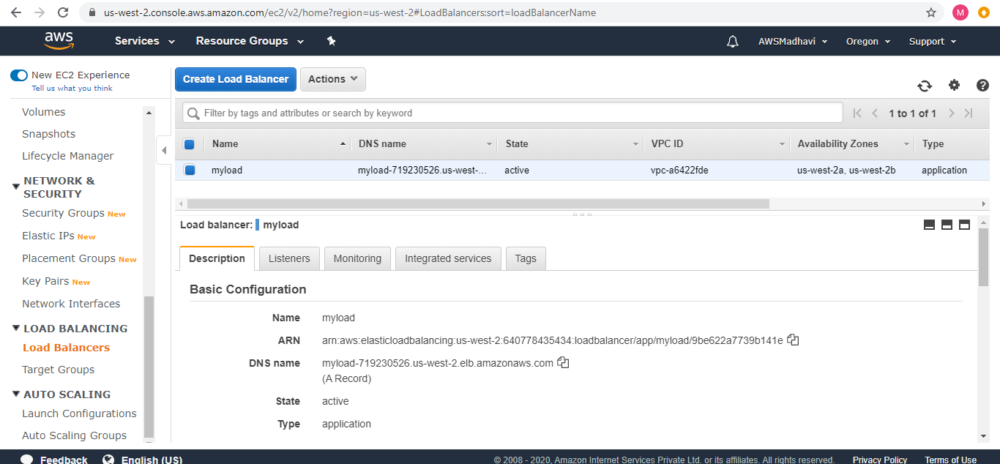 us-west-2.console.aws.amazon.com/ec2/v2/home?region=us-west-2#LoadBalancers:sort=loadBalancerName
M
aws
Services
Resource Groups
AWSMadhavi
Oregon
Support
New EC2 Experience
Tell us what you think
Volumes
Snapshots
Lifecycle Manager
NETWORK &
SECURITY
Security Groups New
Elastic IPs New
Placement Groups New
Key Pairs New
Network Interfaces
LOAD BALANCING
Load Balancers
Target Groups
AUTO SCALING
Launch Configurations
Auto Scaling Groups
Create Load Balancer
Actions
Filter by tags and attributes or search by keyword
1 to 1 of 1
Name DNS name State VPC ID Availability Zones Type
myload myload-719230526.us-west-... active vpc-a6422fde us-west-2a, us-west-2b application
Load balancer: myload
Description Listeners Monitoring Integrated services Tags
Basic Configuration
Name myload
ARN arn:aws:elasticloadbalancing:us-west-2:640778435434:loadbalancer/app/myload/9be622a7739b141e
DNS name myload-719230526.us-west-2.elb.amazonaws.com
(A Record)
State active
Type application
Feedback English (US) © 2008 - 2020, Amazon Internet Services Private Ltd. or its affiliates. All rights reserved. Privacy Policy Terms of Use